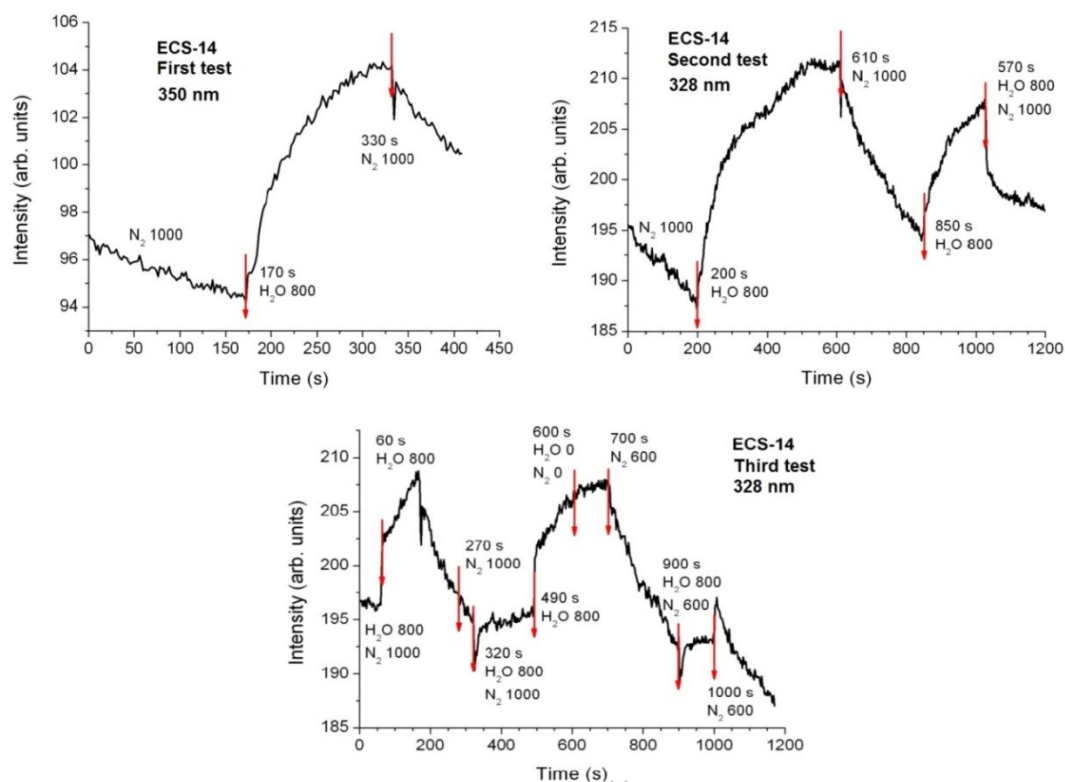 ECS-14
First test
350 nm
106
104
102
100
98
96
94
Intensity (arb. units)
N2 1000
170 s
H2O 800
330 s
N2 1000
0 50 100 150 200 250 300 350 400 450
Time (s)
ECS-14
Second test
328 nm
215
210
205
200
195
190
185
Intensity (arb. units)
N2 1000
200 s
H2O 800
610 s
N2 1000
850 s
H2O 800
570 s
H2O 800
N2 1000
0 200 400 600 800 1000 1200
Time (s)
ECS-14
Third test
328 nm
210
205
200
195
190
185
Intensity (arb. units)
60 s
H2O 800
H2O 800
N2 1000
270 s
N2 1000
320 s
H2O 800
N2 1000
490 s
H2O 800
600 s
H2O 0
N2 0
700 s
N2 600
900 s
H2O 800
N2 600
1000 s
N2 600
0 200 400 600 800 1000 1200
Time (s)